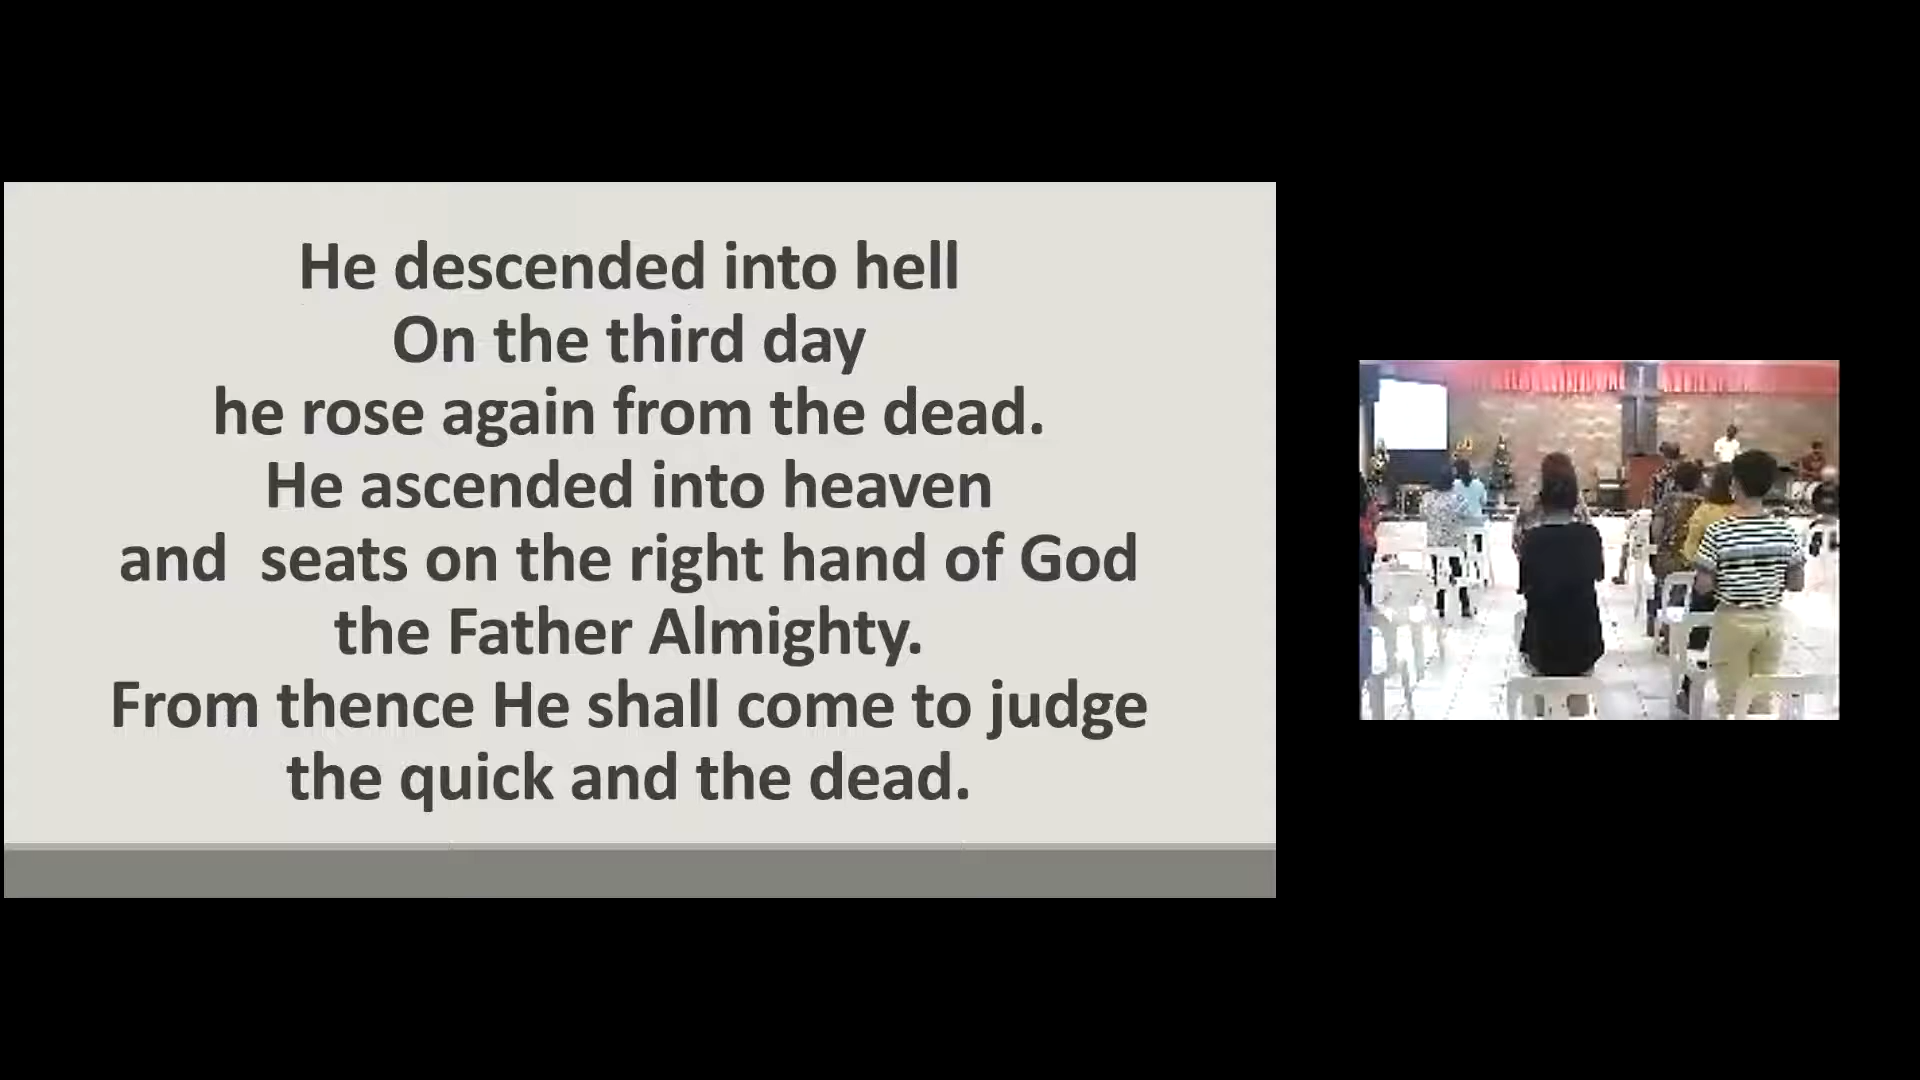 He descended into hell
On the third day
he rose again from the dead.
He ascended into heaven
and  seats on the right hand of God
the Father Almighty.
From thence He shall come to judge
the quick and the dead.